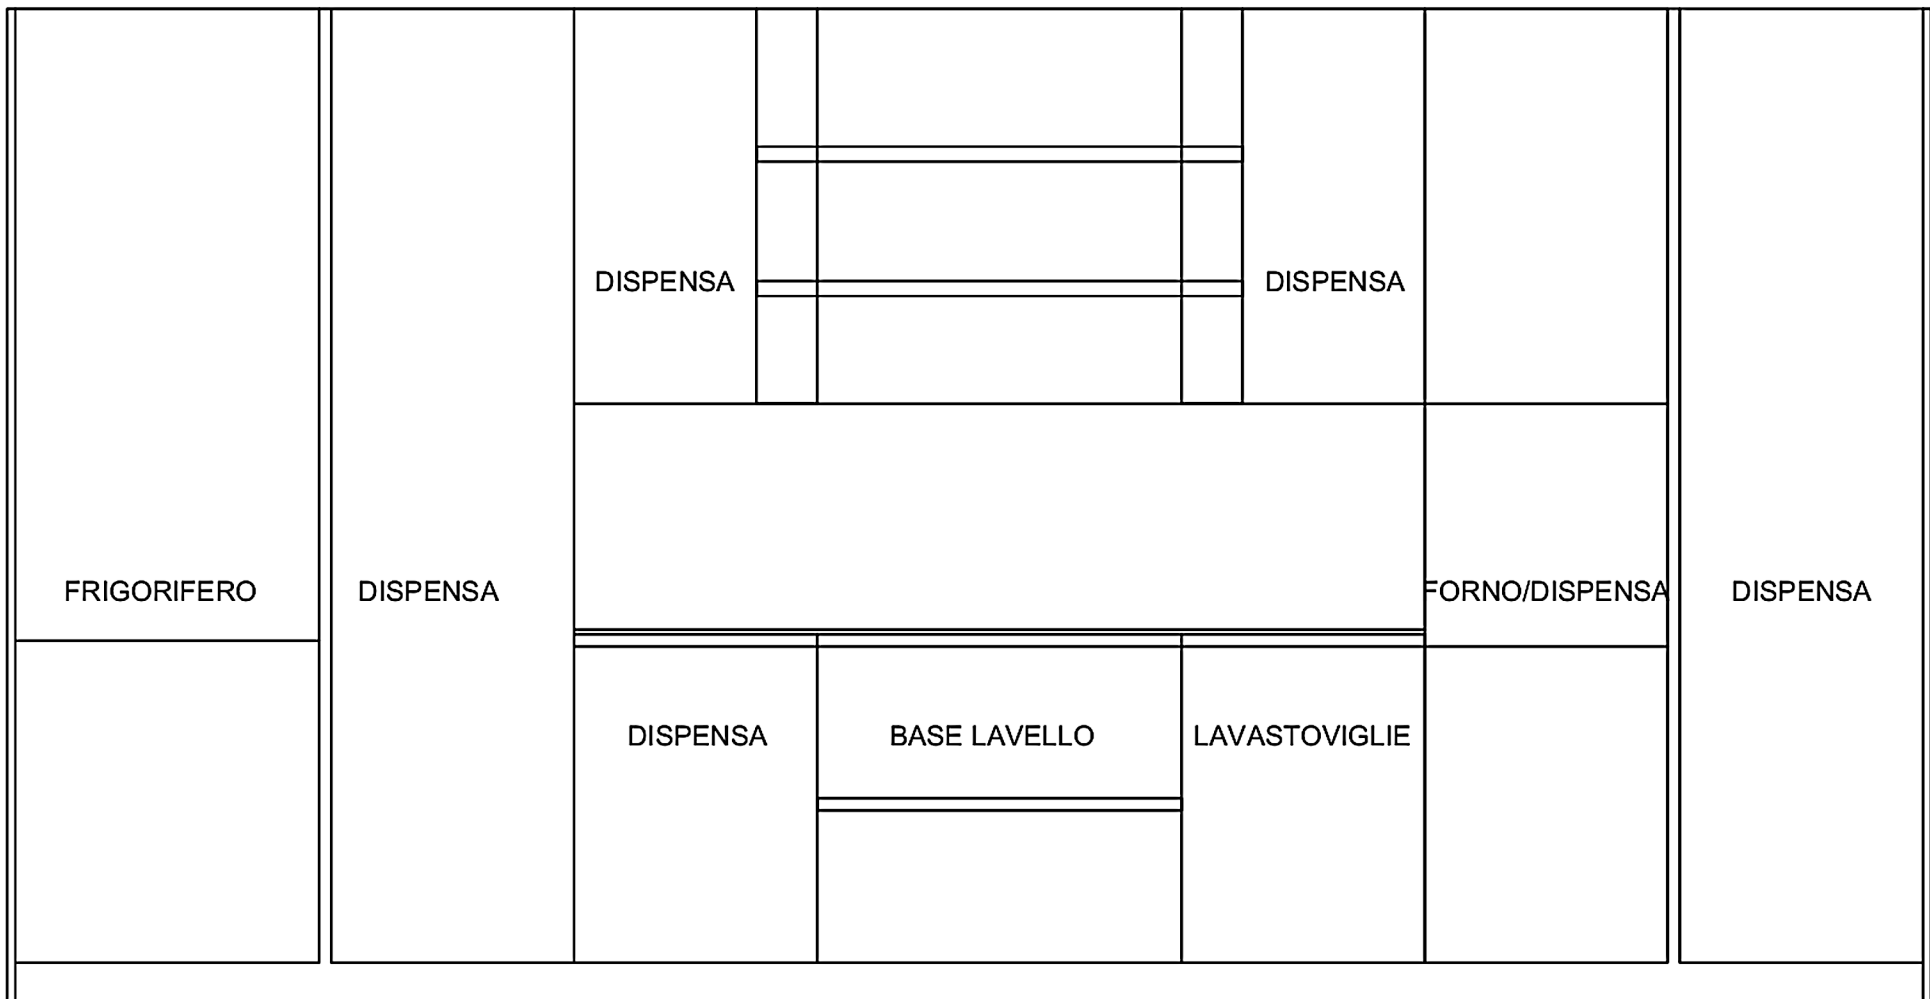 DISPENSA
DISPENSA
FRIGORIFERO
DISPENSA
FORNO/DISPENSA
DISPENSA
DISPENSA
BASE LAVELLO
LAVASTOVIGLIE